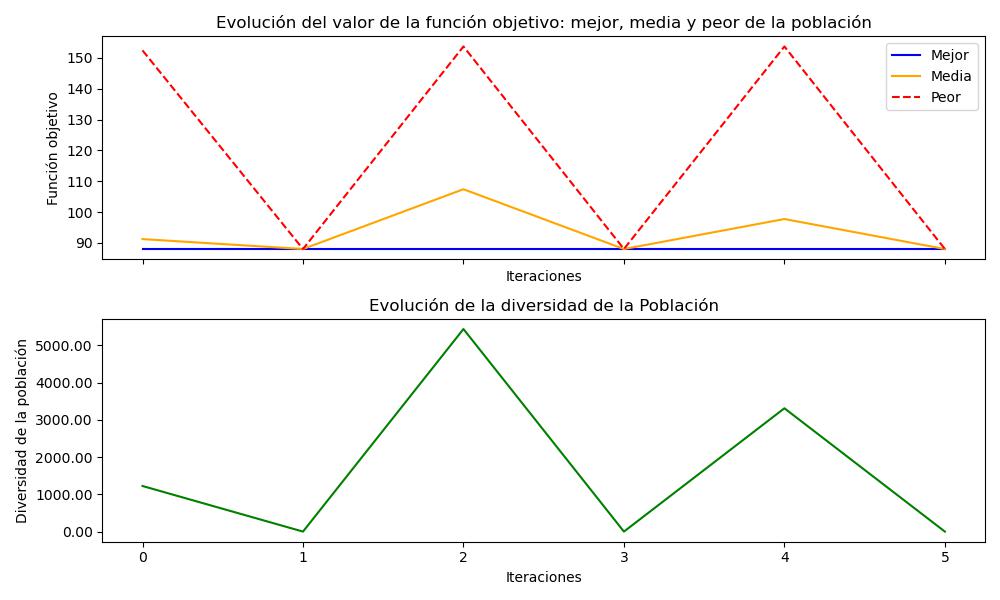 Evolución del valor de la función objetivo: mejor, media y peor de la población
Función objetivo
150
140
130
120
110
100
90
Mejor
Media
Peor
Iteraciones
Evolución de la diversidad de la Población
Diversidad de la población
5000.00
4000.00
3000.00
2000.00
1000.00
0.00
0 1 2 3 4 5
Iteraciones